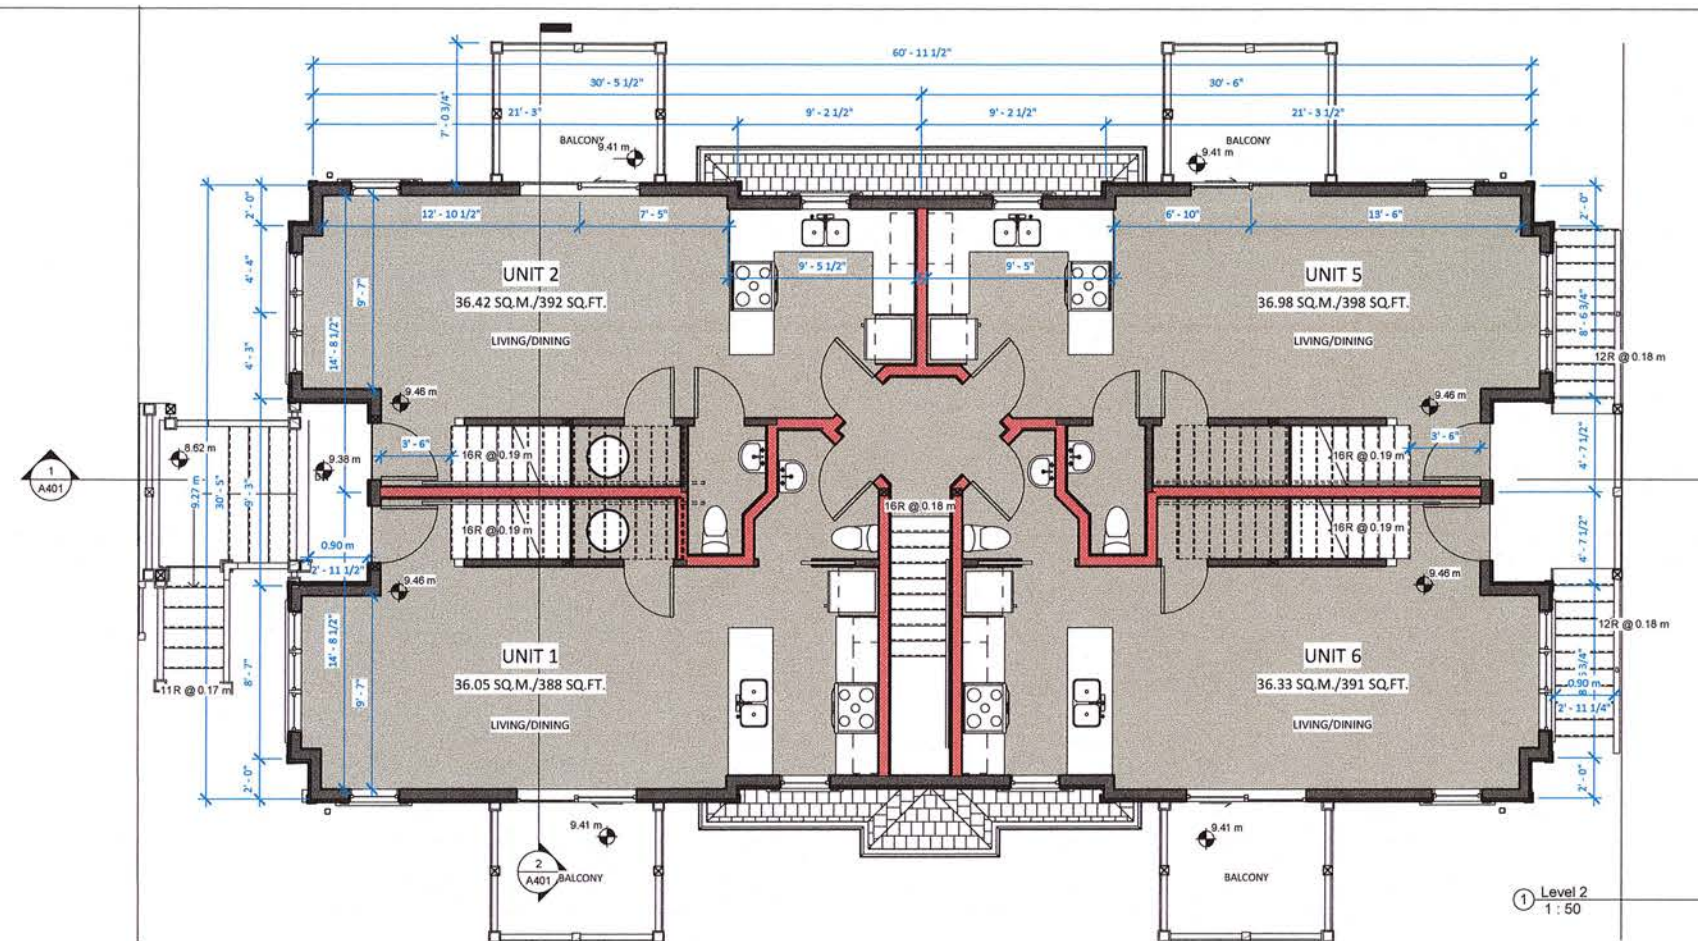 60' - 11 1/2"
30' - 5 1/2"
30' - 6"
21' - 3"
9' - 2 1/2"
9' - 2 1/2"
21' - 3 1/2"
7' - 0 3/4"
BALCONY
9.41 m
BALCONY
9.41 m
2' - 0"
12' - 10 1/2"
7' - 5"
6' - 10"
13' - 6"
2' - 0"
4' - 4"
9' - 7"
UNIT 2
36.42 SQ.M./392 SQ.FT.
LIVING/DINING
9' - 5 1/2"
9' - 5"
UNIT 5
36.98 SQ.M./398 SQ.FT.
LIVING/DINING
8' - 6 3/4"
14' - 8 1/2"
4' - 3"
12R @ 0.18 m
9.46 m
9.46 m
3' - 6"
3' - 6"
4' - 7 1/2"
8.62 m
9.38 m
DN
16R @ 0.19 m
16R @ 0.19 m
1
A401
9.27 m
30' - 5"
9' - 3"
16R @ 0.18 m
16R @ 0.19 m
16R @ 0.19 m
4' - 7 1/2"
0.90 m
2' - 11 1/2"
9.46 m
9.46 m
12R @ 0.18 m
14' - 8 1/2"
UNIT 1
36.05 SQ.M./388 SQ.FT.
LIVING/DINING
UNIT 6
36.33 SQ.M./391 SQ.FT.
LIVING/DINING
11R @ 0.17 m
8' - 7"
9' - 7"
0.90 m
2' - 11 1/4"
2' - 0"
2' - 0"
9.41 m
9.41 m
2
A401
BALCONY
BALCONY
1
Level 2
1 : 50